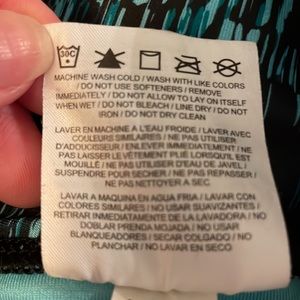 30C
MACHINE WASH COLD / WASH WITH LIKE COLORS
/ DO NOT USE SOFTENERS / REMOVE
IMMEDIATELY / DO NOT ALLOW TO LAY ON ITSELF
WHEN WET / DO NOT BLEACH / LINE DRY / DO NOT
IRON / DO NOT DRY CLEAN
LAVER EN MACHINE A L'EAU FROIDE / LAVER AVEC
COULEURS SIMILAIRES / NE PAS UTILISER
D'ADOUCISSEUR / ENLEVER IMMEDIATEMENT / NE
PAS LAISSER LE VÊTEMENT PLIÉ LORSQU'IL EST
MOUILLÉ / NE PAS UTILISER D'EAU DE JAVEL /
SUSPENDRE POUR SECHER / NE PAS REPASSER /
NE PAS NETTOYER A SEC
LAVAR A MAQUINA EN AGUA FRIA / LAVAR CON
COLORES SIMILARES / NO USAR SUAVIZANTES /
RETIRAR INMEDIATAMENTE DE LA LAVADORA / NO
DOBLAR PRENDA MOJADA / NO USAR
BLANQUEADORES / SECAR COLGADO / NO
PLANCHAR / NO LAVAR EN SECO